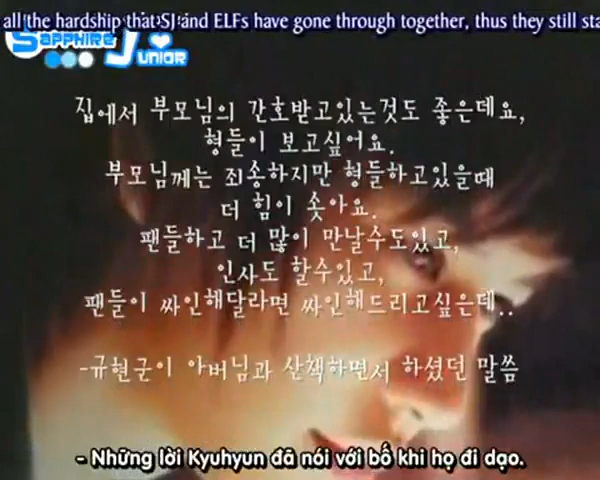 all the hardship that SJ and ELFs have gone through together, thus they still sta
Sapphire Junior
집에서 부모님의 간호받고있는것도 좋은데요,
형들이 보고싶어요.
부모님께는 죄송하지만 형들하고있을때
더 힘이 솟아요.
팬들하고 더 많이 만날수도있고,
인사도 할수있고,
팬들이 싸인해달라면 싸인해드리고싶은데..
-규현군이 아버님과 산책하면서 하셨던 말씀
- Những lời Kyuhyun đã nói với bố khi họ đi dạo.